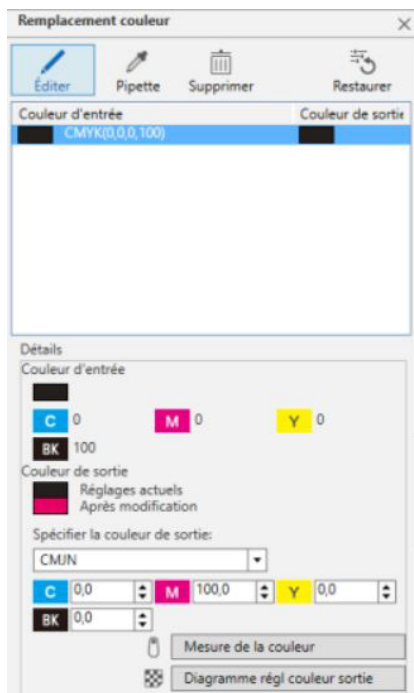 Remplacement couleur
Éditer Pipette Supprimer Restaurer
Couleur d'entrée Couleur de sortie
CMYK(0,0,0,100)
Détails
Couleur d'entrée
C 0 M 0 Y 0
BK 100
Couleur de sortie
Réglages actuels
Après modification
Spécifier la couleur de sortie:
CMJN
C 0,0 M 100,0 Y 0,0
BK 0,0
Mesure de la couleur
Diagramme régl couleur sortie